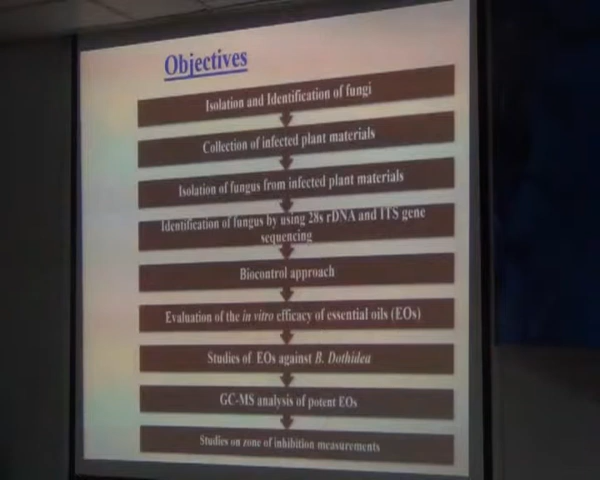 Objectives
Isolation and Identification of fungi
Collection of infected plant materials
Isolation of fungus from infected plant materials
Identification of fungus by using 28s rDNA and ITS gene
sequencing
Biocontrol approach
Evaluation of the in vitro efficacy of essential oils (EOs)
Studies of EOs against B. Dothidea
GC-MS analysis of potent EOs
Studies on zone of inhibition measurements